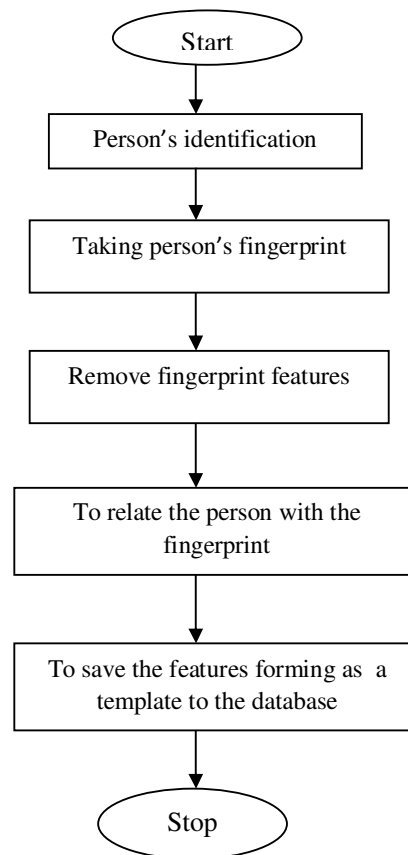 Start
Person's identification
Taking person's fingerprint
Remove fingerprint features
To relate the person with the
fingerprint
To save the features forming as a
template to the database
Stop